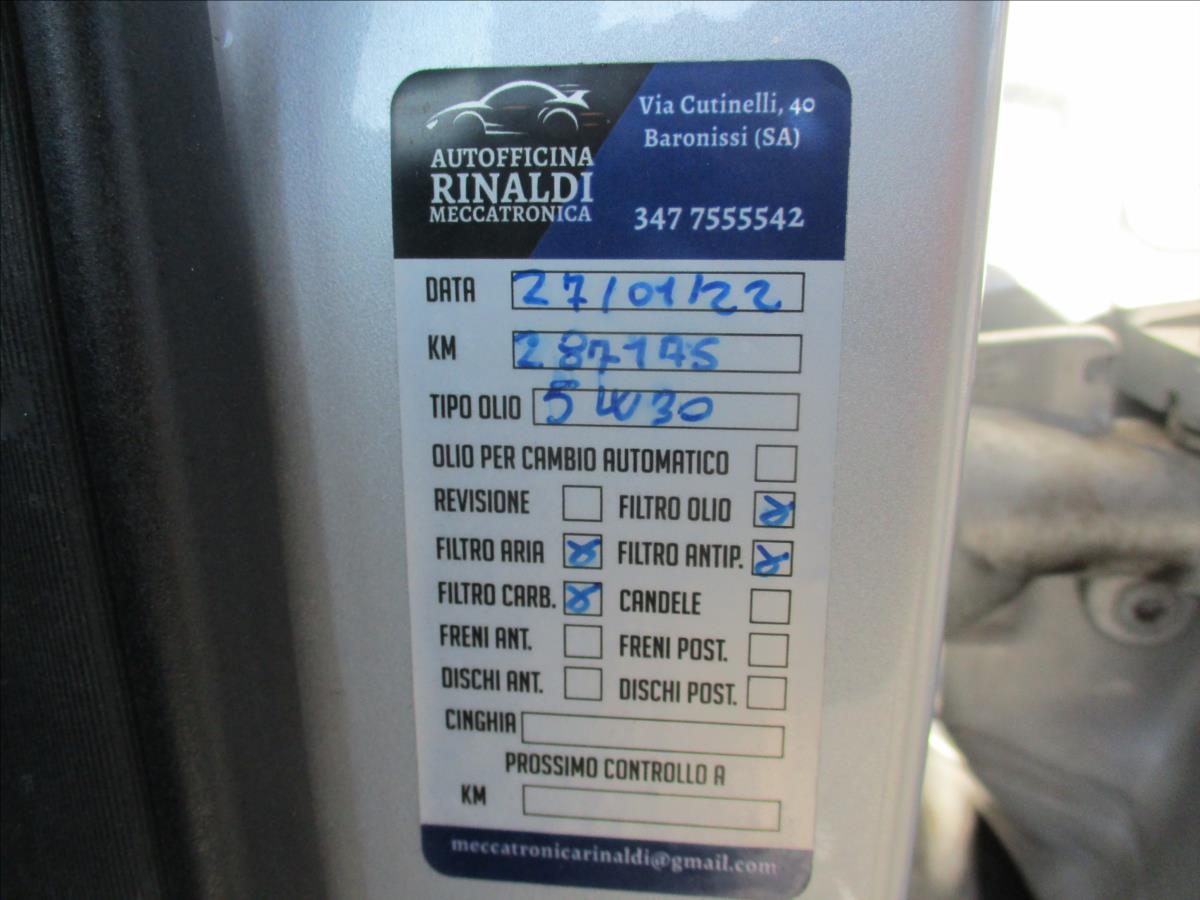 AUTOFFICINA
RINALDI
MECCATRONICA
Via Cutinelli, 40
Baronissi (SA)
347 7555542
DATA 27/01/22
KM 287175
TIPO OLIO 5W30
OLIO PER CAMBIO AUTOMATICO
REVISIONE FILTRO OLIO X
FILTRO ARIA X FILTRO ANTIP. X
FILTRO CARB. X CANDELE
FRENI ANT. FRENI POST.
DISCHI ANT. DISCHI POST.
CINGHIA
PROSSIMO CONTROLLO A
KM
meccatronicarinaldi@gmail.com